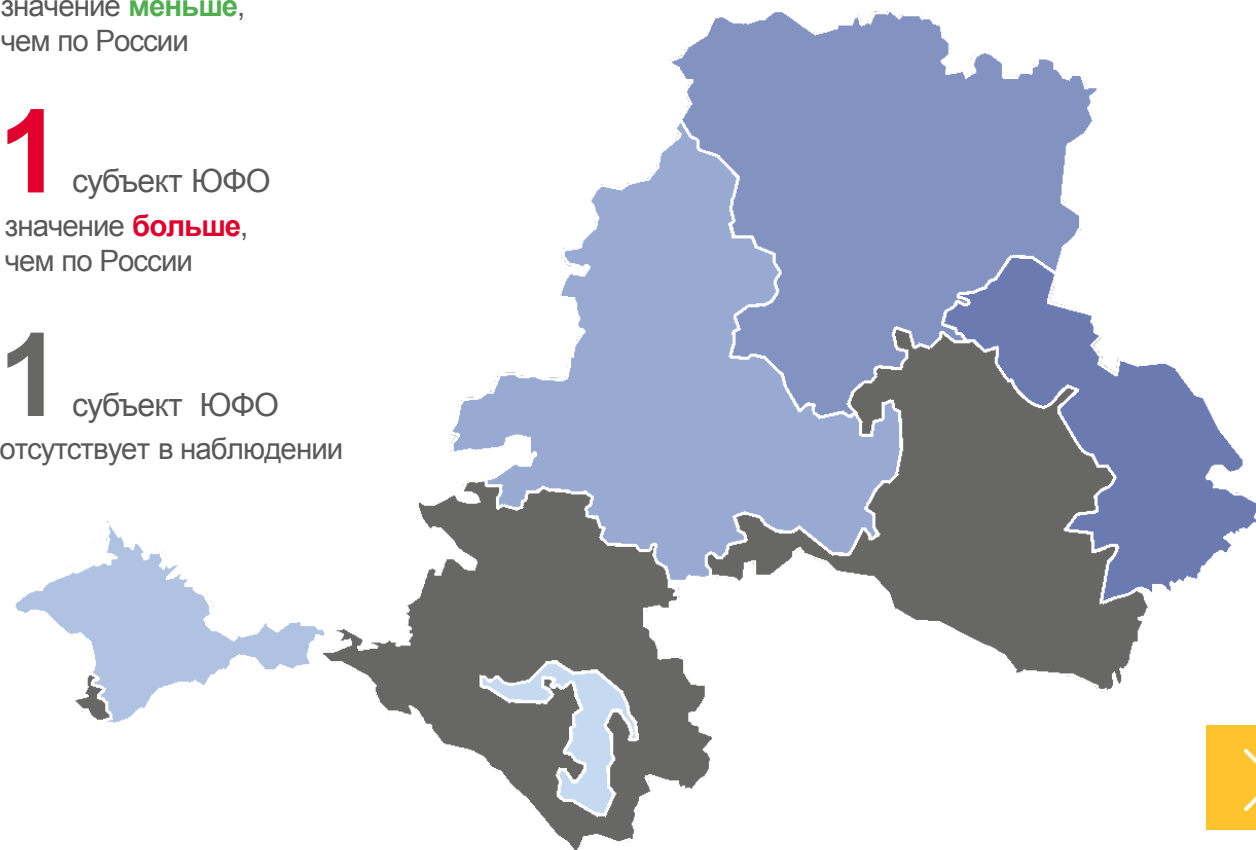 значение меньше,
чем по России
1 субъект ЮФО
значение больше,
чем по России
1 субъект ЮФО
отсутствует в наблюдении